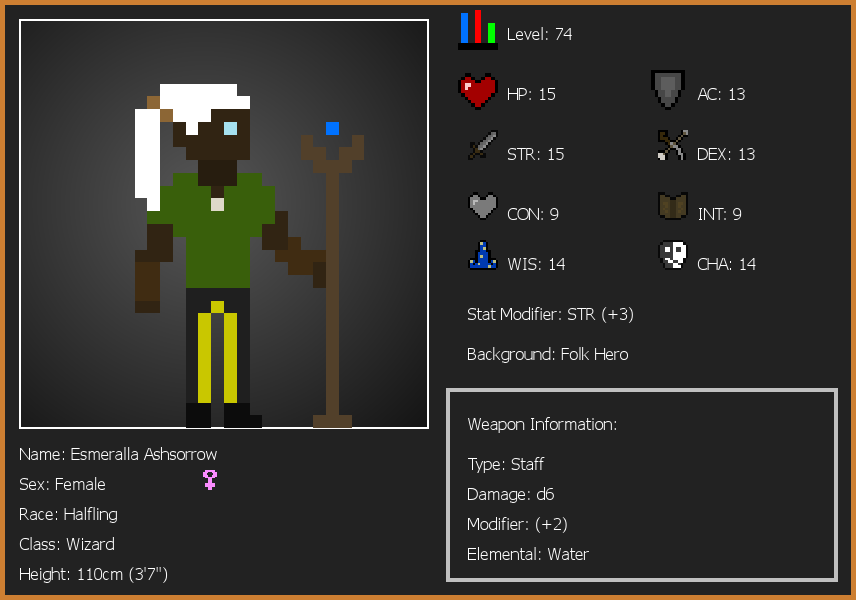 Level: 74
HP: 15
AC: 13
STR: 15
DEX: 13
CON: 9
INT: 9
WIS: 14
CHA: 14
Stat Modifier: STR (+3)
Background: Folk Hero
Weapon Information:
Type: Staff
Damage: d6
Modifier: (+2)
Elemental: Water
Name: Esmeralla Ashsorrow
Sex: Female
Race: Halfling
Class: Wizard
Height: 110cm (3'7")